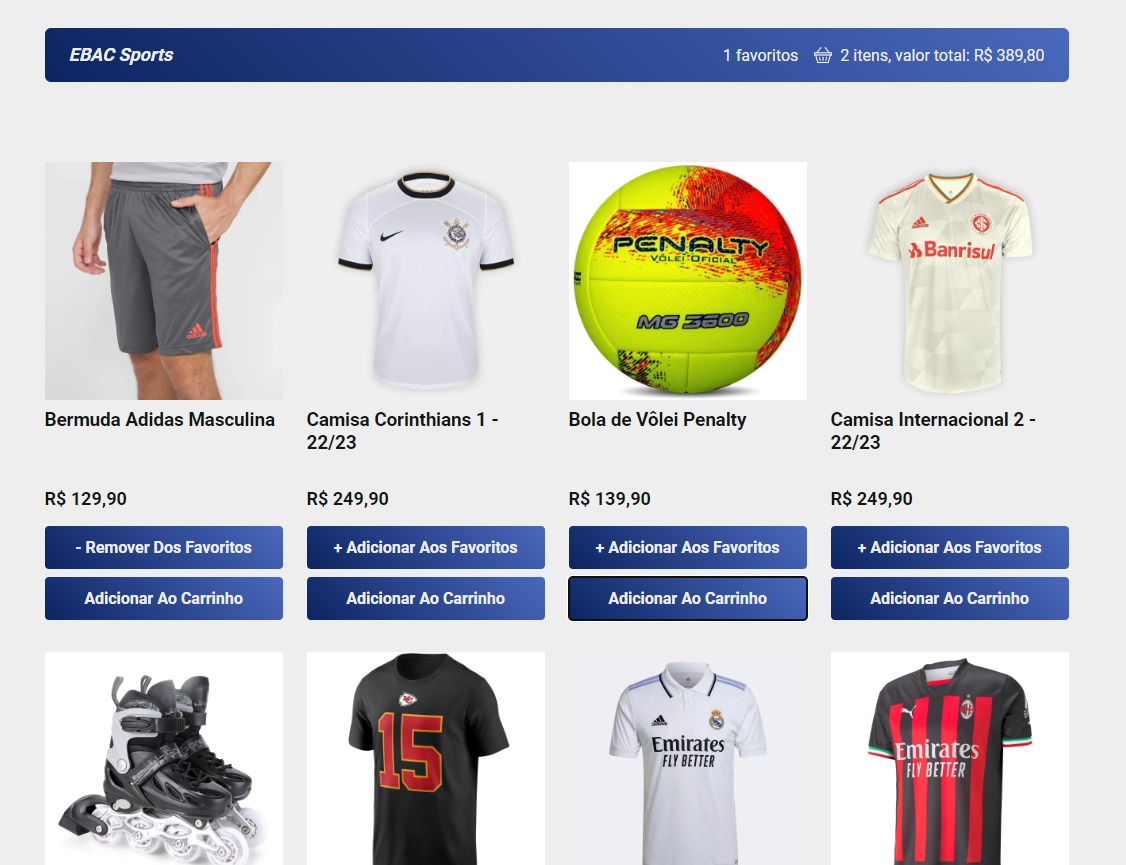 EBAC Sports
1 favoritos 2 itens, valor total: R$ 389,80
adidas
PENALTY
VÔLEI OFICIAL
MG 3600
Banrisul
Bermuda Adidas Masculina
Camisa Corinthians 1 -
22/23
Bola de Vôlei Penalty
Camisa Internacional 2 -
22/23
R$ 129,90
R$ 249,90
R$ 139,90
R$ 249,90
- Remover Dos Favoritos
+ Adicionar Aos Favoritos
+ Adicionar Aos Favoritos
+ Adicionar Aos Favoritos
Adicionar Ao Carrinho
Adicionar Ao Carrinho
Adicionar Ao Carrinho
Adicionar Ao Carrinho
15
Emirates
FLY BETTER
Emirates
FLY BETTER